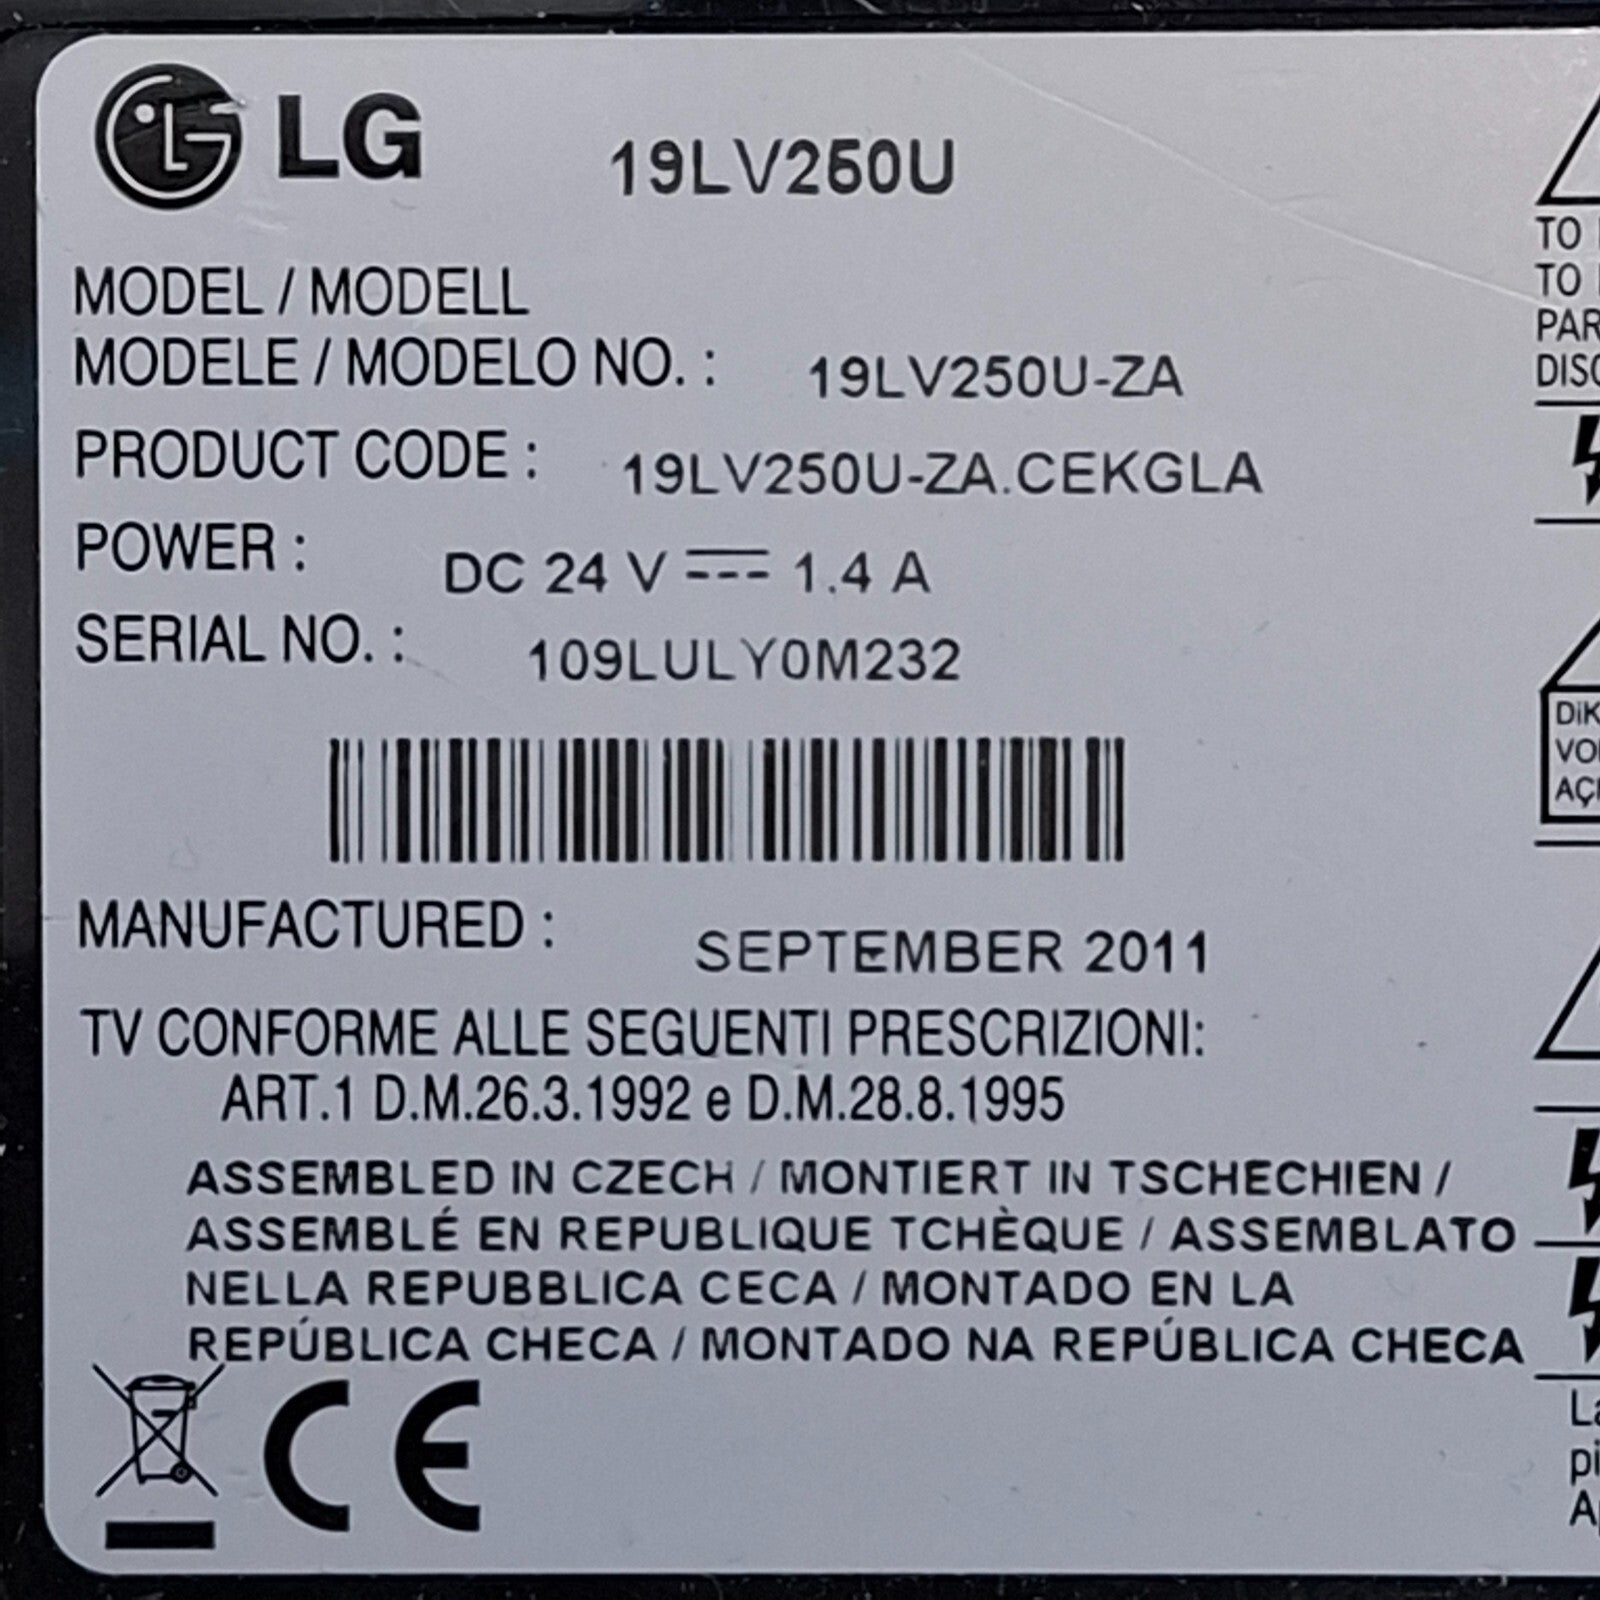 LG 19LV250U
MODEL / MODELL
MODELE / MODELO NO. : 19LV250U-ZA
PRODUCT CODE : 19LV250U-ZA.CEKGLA
POWER : DC 24 V 1.4 A
SERIAL NO. : 109LULY0M232
MANUFACTURED : SEPTEMBER 2011
TV CONFORME ALLE SEGUENTI PRESCRIZIONI:
ART.1 D.M.26.3.1992 e D.M.28.8.1995
ASSEMBLED IN CZECH / MONTIERT IN TSCHECHIEN /
ASSEMBLÉ EN REPUBLIQUE TCHÈQUE / ASSEMBLATO
NELLA REPUBBLICA CECA / MONTADO EN LA
REPÚBLICA CHECA / MONTADO NA REPÚBLICA CHECA
CE
TO
TO